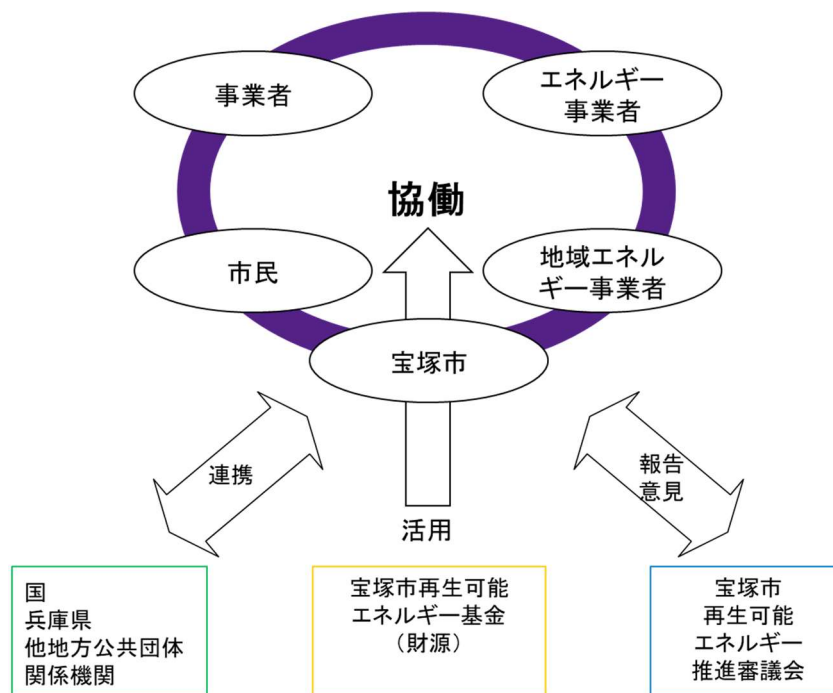 事業者
エネルギー
事業者
協働
市民
地域エネル
ギー事業者
宝塚市
連携
報告
意見
活用
国
兵庫県
他地方公共団体
関係機関
宝塚市再生可能
エネルギー基金
（財源）
宝塚市
再生可能
エネルギー
推進審議会